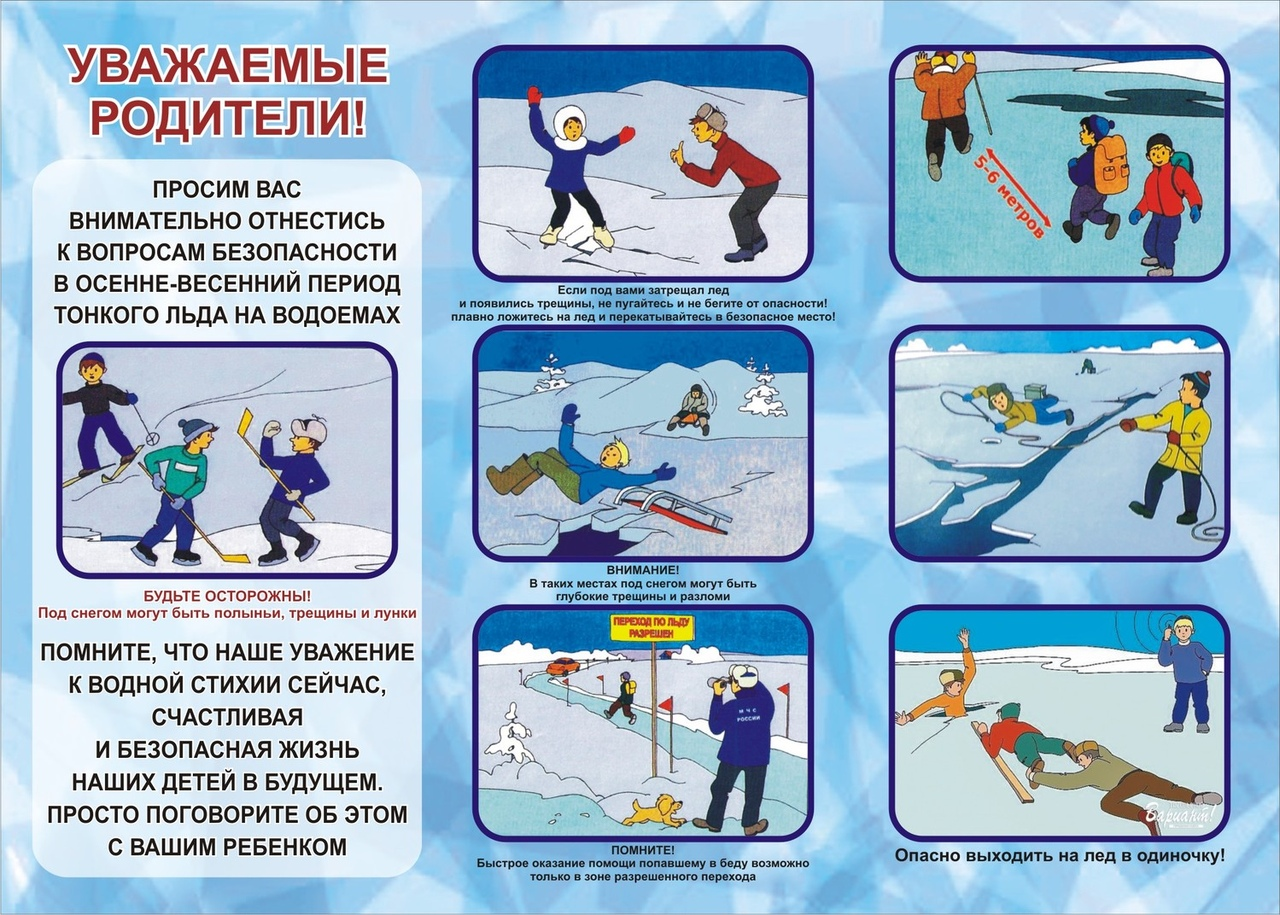 УВАЖАЕМЫЕ
РОДИТЕЛИ!
ПРОСИМ ВАС
ВНИМАТЕЛЬНО ОТНЕСТИСЬ
К ВОПРОСАМ БЕЗОПАСНОСТИ
В ОСЕННЕ-ВЕСЕННИЙ ПЕРИОД
ТОНКОГО ЛЬДА НА ВОДОЕМАХ
БУДЬТЕ ОСТОРОЖНЫ!
Под снегом могут быть полыньи, трещины и лунки
ПОМНИТЕ, ЧТО НАШЕ УВАЖЕНИЕ
К ВОДНОЙ СТИХИИ СЕЙЧАС,
СЧАСТЛИВАЯ
И БЕЗОПАСНАЯ ЖИЗНЬ
НАШИХ ДЕТЕЙ В БУДУЩЕМ.
ПРОСТО ПОГОВОРИТЕ ОБ ЭТОМ
С ВАШИМ РЕБЕНКОМ
Если под вами затрещал лед
и появились трещины, не пугайтесь и не бегите от опасности!
плавно ложитесь на лед и перекатывайтесь в безопасное место!
ВНИМАНИЕ!
В таких местах под снегом могут быть
глубокие трещины и разломи
ПЕРЕХОД ПО ЛЬДУ
РАЗРЕШЕН
МЧС
РОССИИ
ПОМНИТЕ!
Быстрое оказание помощи попавшему в беду возможно
только в зоне разрешенного перехода
5-6 метров
Вариант!
Опасно выходить на лед в одиночку!